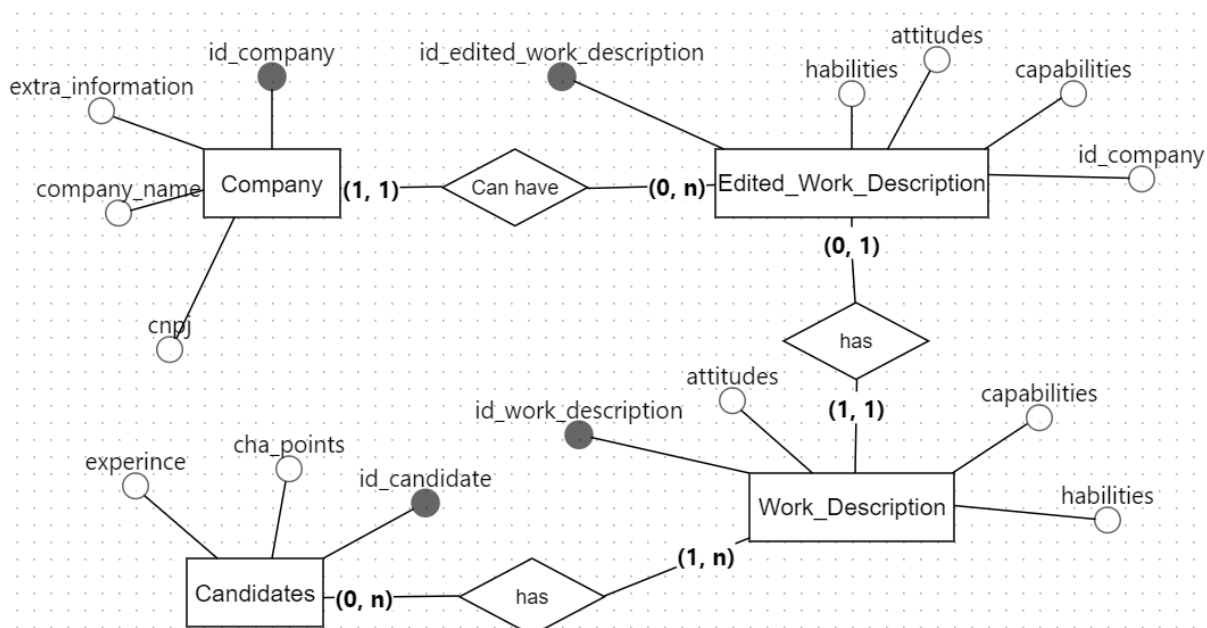 id_company
extra_information
company_name
Company
cnpj
(1, 1)
Can have
(0, n)
id_edited_work_description
habilities
attitudes
capabilities
id_company
Edited_Work_Description
(0, 1)
has
(1, 1)
id_work_description
attitudes
capabilities
habilities
Work_Description
(1, n)
has
(0, n)
experince
cha_points
id_candidate
Candidates